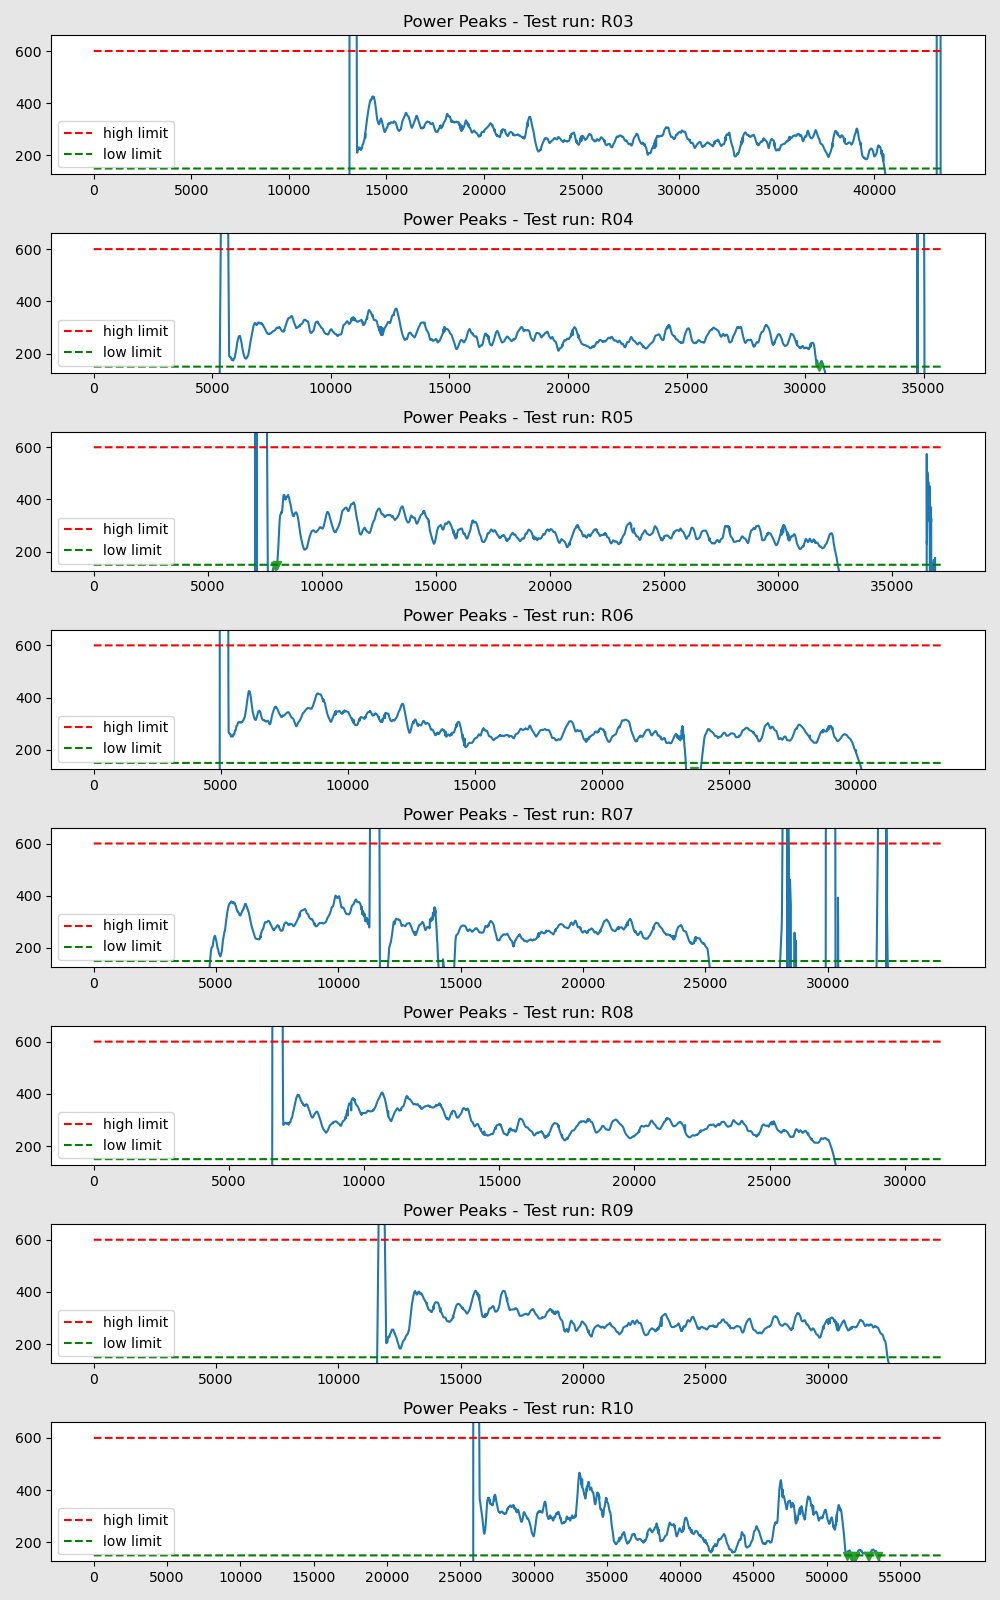 Power Peaks - Test run: R03
600
400
200
high limit
low limit
0 5000 10000 15000 20000 25000 30000 35000 40000
Power Peaks - Test run: R04
600
400
200
high limit
low limit
0 5000 10000 15000 20000 25000 30000 35000
Power Peaks - Test run: R05
600
400
200
high limit
low limit
0 5000 10000 15000 20000 25000 30000 35000
Power Peaks - Test run: R06
600
400
200
high limit
low limit
0 5000 10000 15000 20000 25000 30000
Power Peaks - Test run: R07
600
400
200
high limit
low limit
0 5000 10000 15000 20000 25000 30000
Power Peaks - Test run: R08
600
400
200
high limit
low limit
0 5000 10000 15000 20000 25000 30000
Power Peaks - Test run: R09
600
400
200
high limit
low limit
0 5000 10000 15000 20000 25000 30000
Power Peaks - Test run: R10
600
400
200
high limit
low limit
0 5000 10000 15000 20000 25000 30000 35000 40000 45000 50000 55000